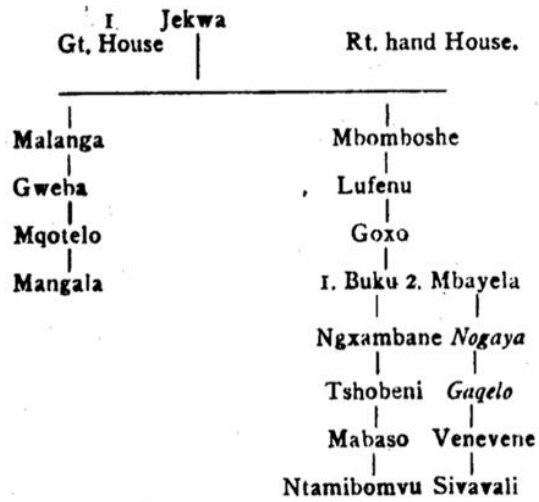 I. Jekwa
Gt. House Rt. hand House.
Malanga Mbomboshe
Gweba Lufenu
Mqotelo Goxo
Mangala 1. Buku 2. Mbayela
Ngxambane Nogaya
Tshobeni Gaqelo
Mabaso Venevene
Ntamibomvu Sivavali